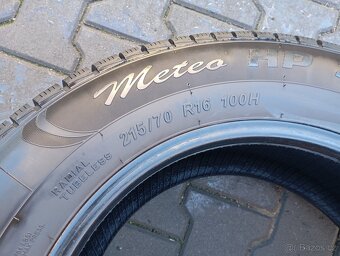 Meteo HP
215/70 R16 100H
RADIAL
TUBELESS